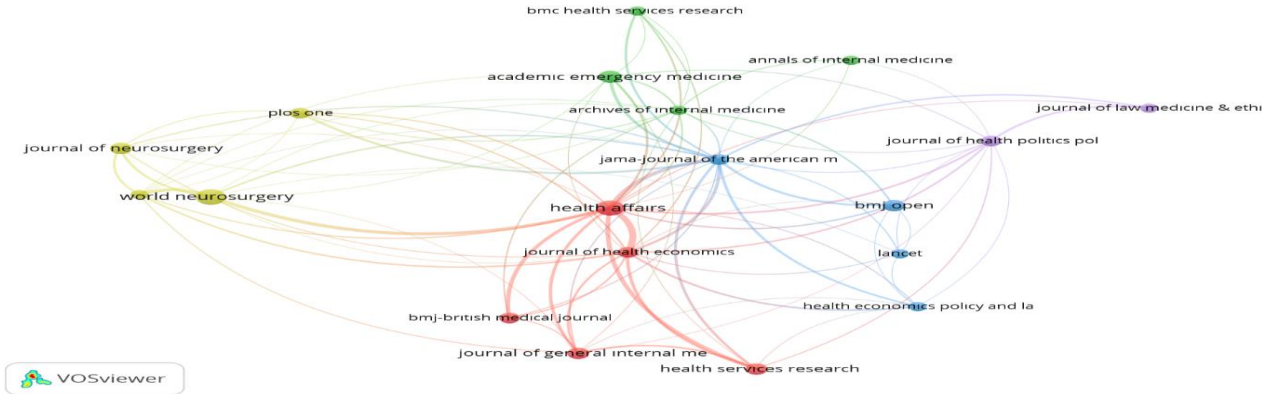 bmc health services research
annals of internal medicine
academic emergency medicine
plos one
archives of internal medicine
journal of law medicine & ethi
journal of neurosurgery
journal of health politics pol
jama-journal of the american m
world neurosurgery
health affairs
bmj open
journal of health economics
lancet
health economics policy and la
bmj-british medical journal
journal of general internal me
health services research
VOSviewer